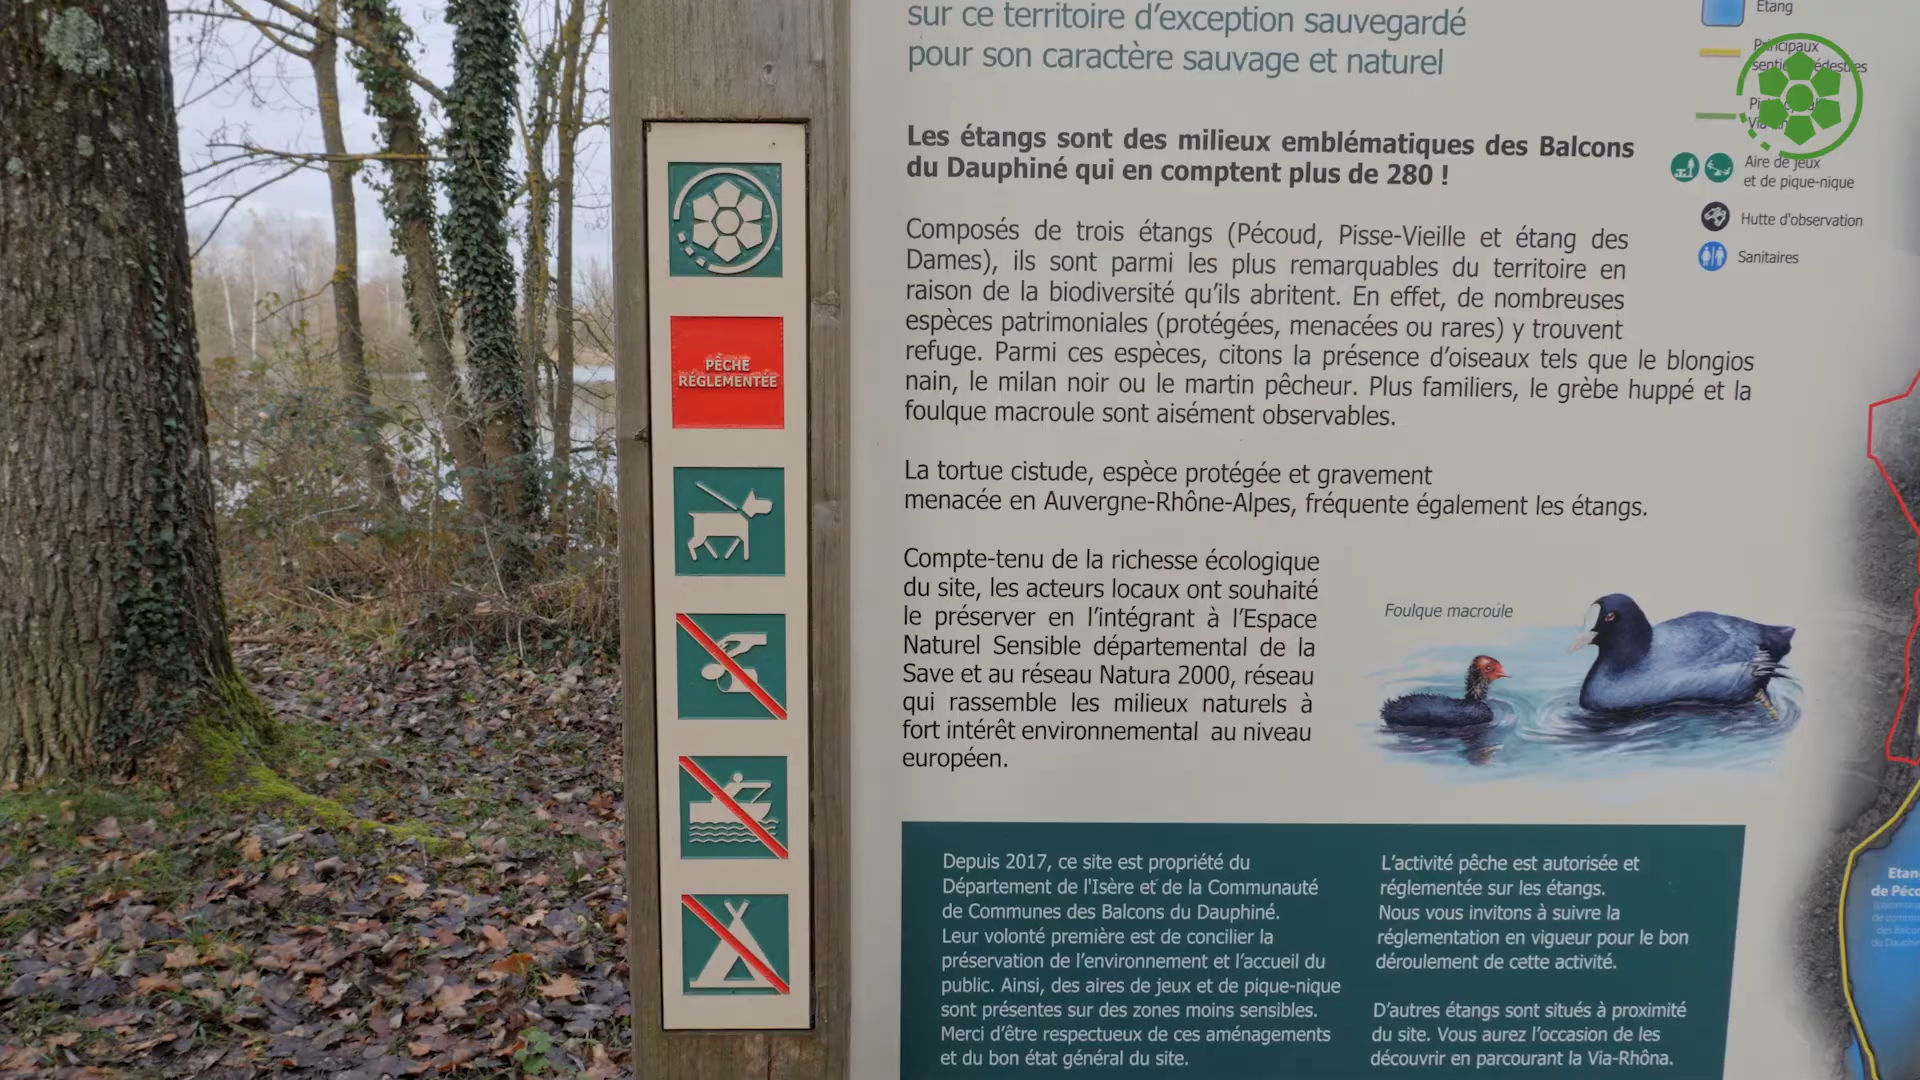 sur ce territoire d'exception sauvegardé
pour son caractère sauvage et naturel
Les étangs sont des milieux emblématiques des Balcons
du Dauphiné qui en comptent plus de 280 !
Composés de trois étangs (Pécoud, Pisse-Vieille et étang des
Dames), ils sont parmi les plus remarquables du territoire en
raison de la biodiversité qu'ils abritent. En effet, de nombreuses
espèces patrimoniales (protégées, menacées ou rares) y trouvent
refuge. Parmi ces espèces, citons la présence d'oiseaux tels que le blongios
nain, le milan noir ou le martin pêcheur. Plus familiers, le grèbe huppé et la
foulque macroule sont aisément observables.
La tortue cistude, espèce protégée et gravement
menacée en Auvergne-Rhône-Alpes, fréquente également les étangs.
Compte-tenu de la richesse écologique
du site, les acteurs locaux ont souhaité
le préserver en l'intégrant à l'Espace
Naturel Sensible départemental de la
Save et au réseau Natura 2000, réseau
qui rassemble les milieux naturels à
fort intérêt environnemental au niveau
européen.
Foulque macroule
Depuis 2017, ce site est propriété du
Département de l'Isère et de la Communauté
de Communes des Balcons du Dauphiné.
Leur volonté première est de concilier la
préservation de l'environnement et l'accueil du
public. Ainsi, des aires de jeux et de pique-nique
sont présentes sur des zones moins sensibles.
Merci d'être respectueux de ces aménagements
et du bon état général du site.
L'activité pêche est autorisée et
réglementée sur les étangs.
Nous vous invitons à suivre la
réglementation en vigueur pour le bon
déroulement de cette activité.
D'autres étangs sont situés à proximité
du site. Vous aurez l'occasion de les
découvrir en parcourant la Via-Rhôna.
PÊCHE
RÉGLEMENTÉE
Etang
Principaux
Aire de jeux
et de pique-nique
Hutte d'observation
Sanitaires
Etan
de Péco